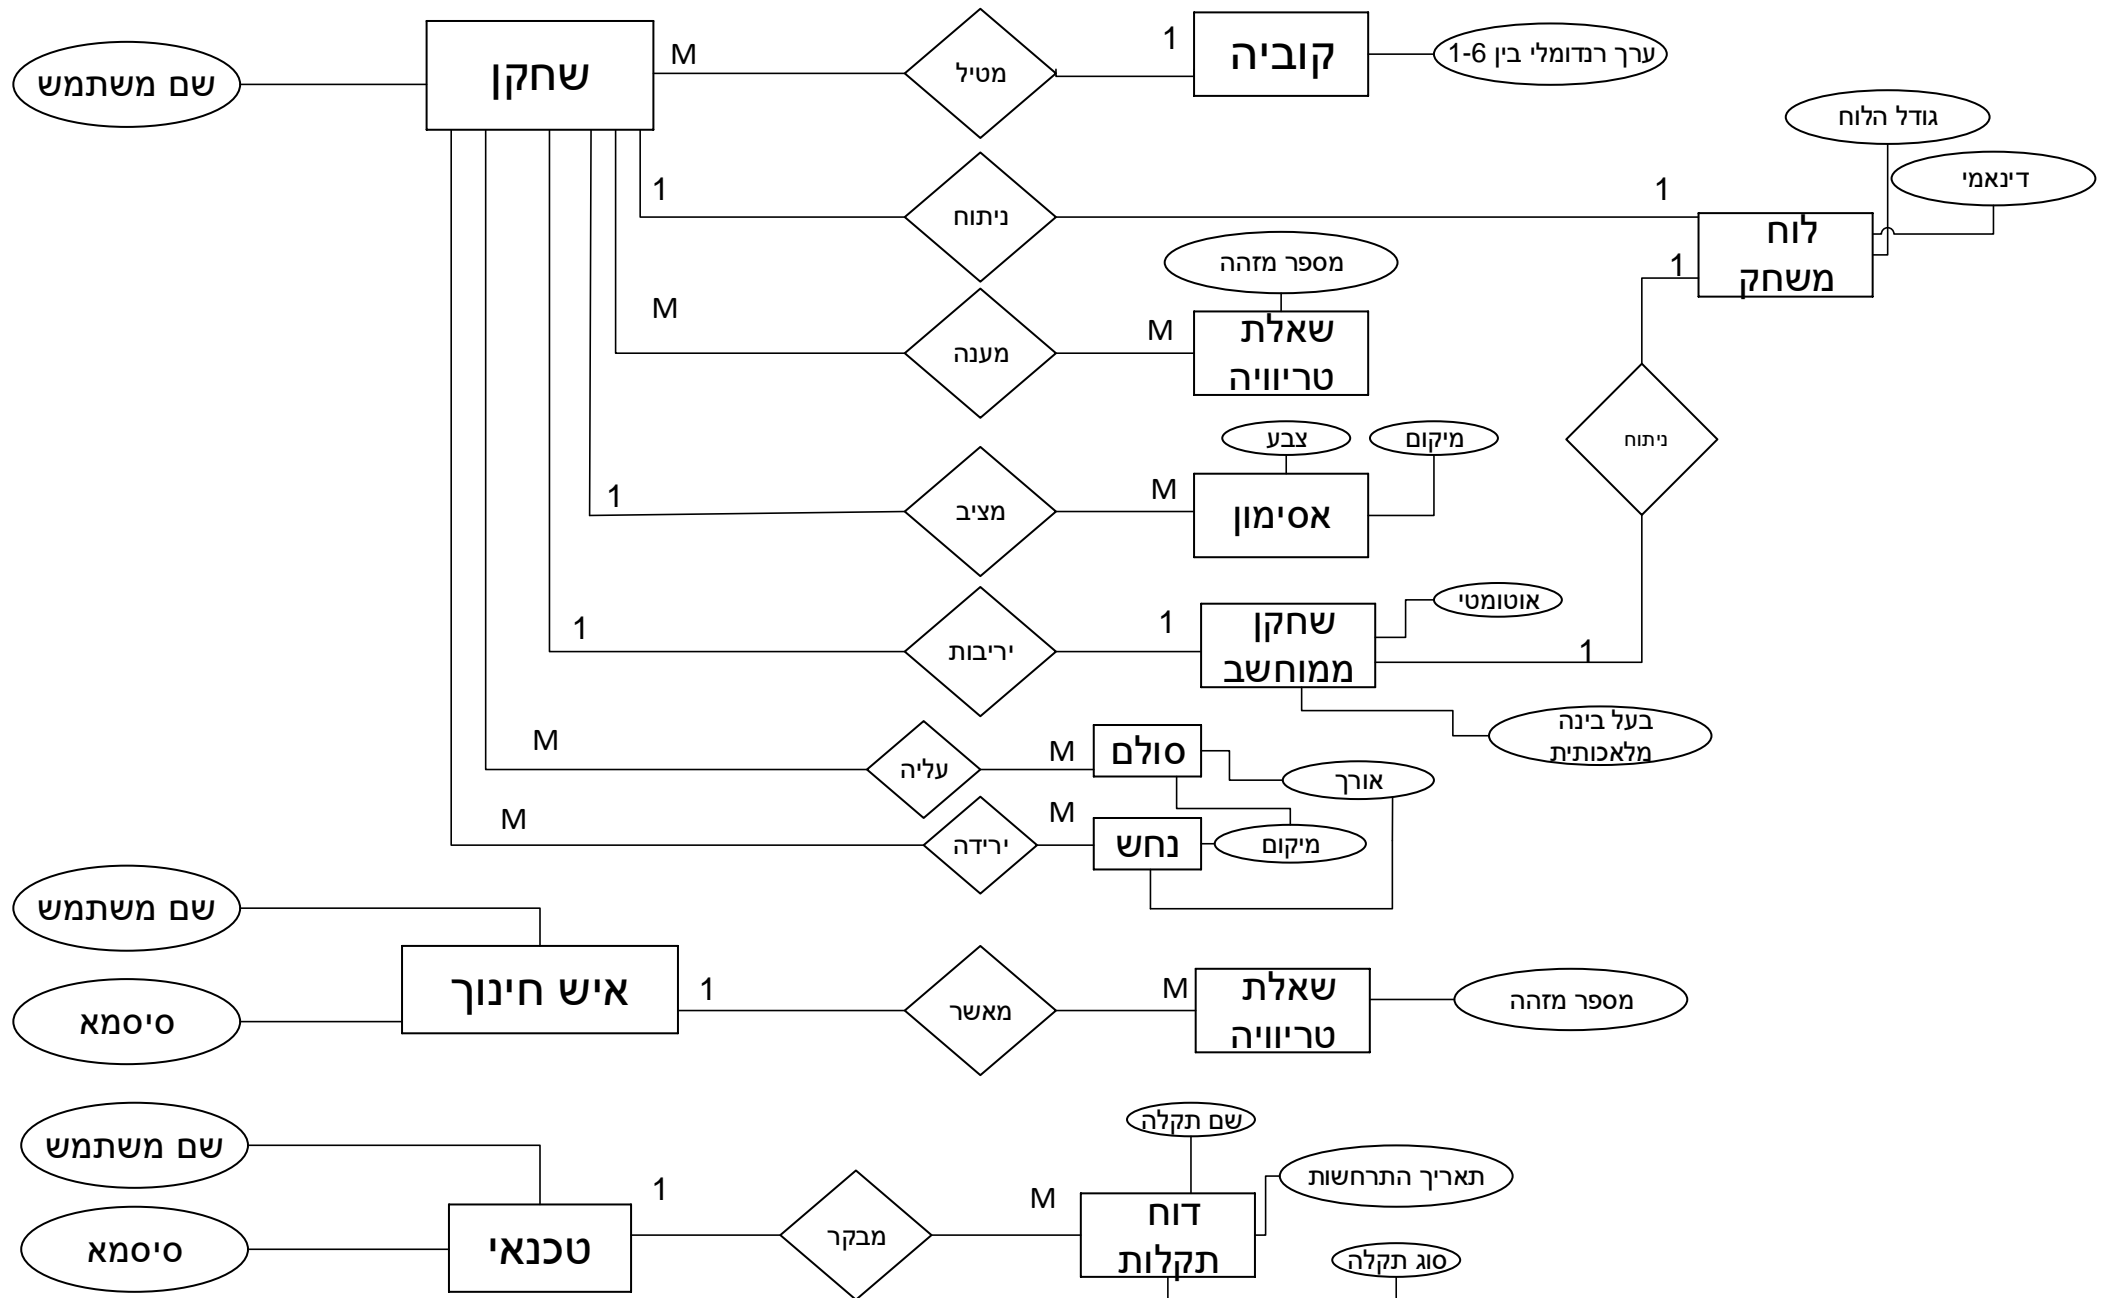 שם משתמש
שחקן
M
מטיל
1
קוביה
ערך רנדומלי בין 1-6
גודל הלוח
דינאמי
1
ניתוח
1
לוח
משחק
1
מספר מזהה
M
מענה
M
שאלת
טריוויה
ניתוח
צבע
מיקום
1
מציב
M
אסימון
אוטומטי
1
יריבות
1
שחקן
ממוחשב
1
בעל בינה
מלאכותית
M
עליה
M
סולם
אורך
M
ירידה
M
נחש
מיקום
שם משתמש
סיסמא
איש חינוך
1
מאשר
M
שאלת
טריוויה
מספר מזהה
שם משתמש
סיסמא
טכנאי
1
מבקר
M
שם תקלה
דוח
תקלות
תאריך התרחשות
סוג תקלה